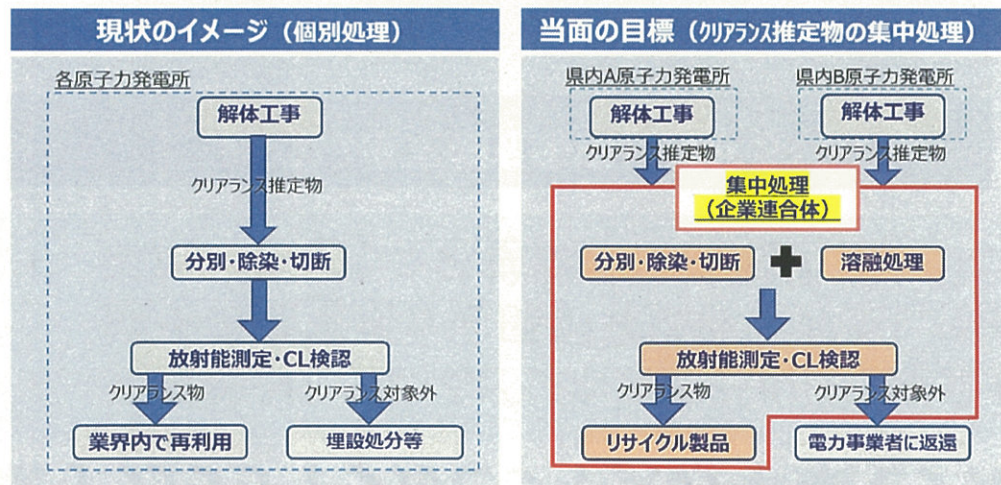 現状のイメージ（個別処理）
各原子力発電所
解体工事
クリアランス推定物
分別・除染・切断
放射能測定・CL検認
クリアランス物
クリアランス対象外
業界内で再利用
埋設処分等
当面の目標（クリアランス推定物の集中処理）
県内A原子力発電所
県内B原子力発電所
解体工事
解体工事
クリアランス推定物
クリアランス推定物
集中処理
（企業連合体）
分別・除染・切断
溶融処理
放射能測定・CL検認
クリアランス物
クリアランス対象外
リサイクル製品
電力事業者に返還